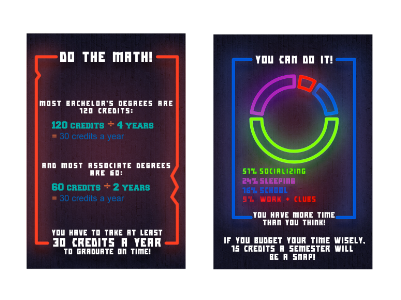 DO THE MATH!
MOST BACHELOR'S DEGREES ARE
120 CREDITS:
120 CREDITS ÷ 4 YEARS
= 30 credits a year
AND MOST ASSOCIATE DEGREES
ARE 60:
60 CREDITS ÷ 2 YEARS
= 30 credits a year
YOU HAVE TO TAKE AT LEAST
30 CREDITS A YEAR
TO GRADUATE ON TIME!
YOU CAN DO IT!
SOCIALIZING
24% SLEEPING
SCHOOL
9% WORK + CLUBS
YOU HAVE MORE TIME
THAN YOU THINK!
IF YOU BUDGET YOUR TIME WISELY,
15 CREDITS A SEMESTER WILL
BE A SNAP!